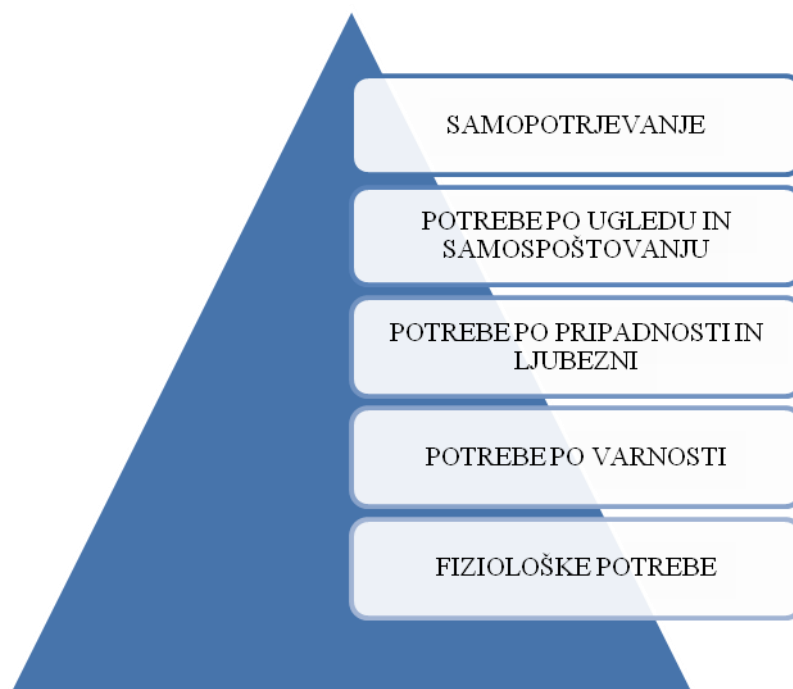 SAMOPOTRJEVANJE
POTREBE PO UGLEDU IN
SAMOSPOŠTOVANJU
POTREBE PO PRIPADNOSTI IN
LJUBEZNI
POTREBE PO VARNOSTI
FIZIOLOŠKE POTREBE